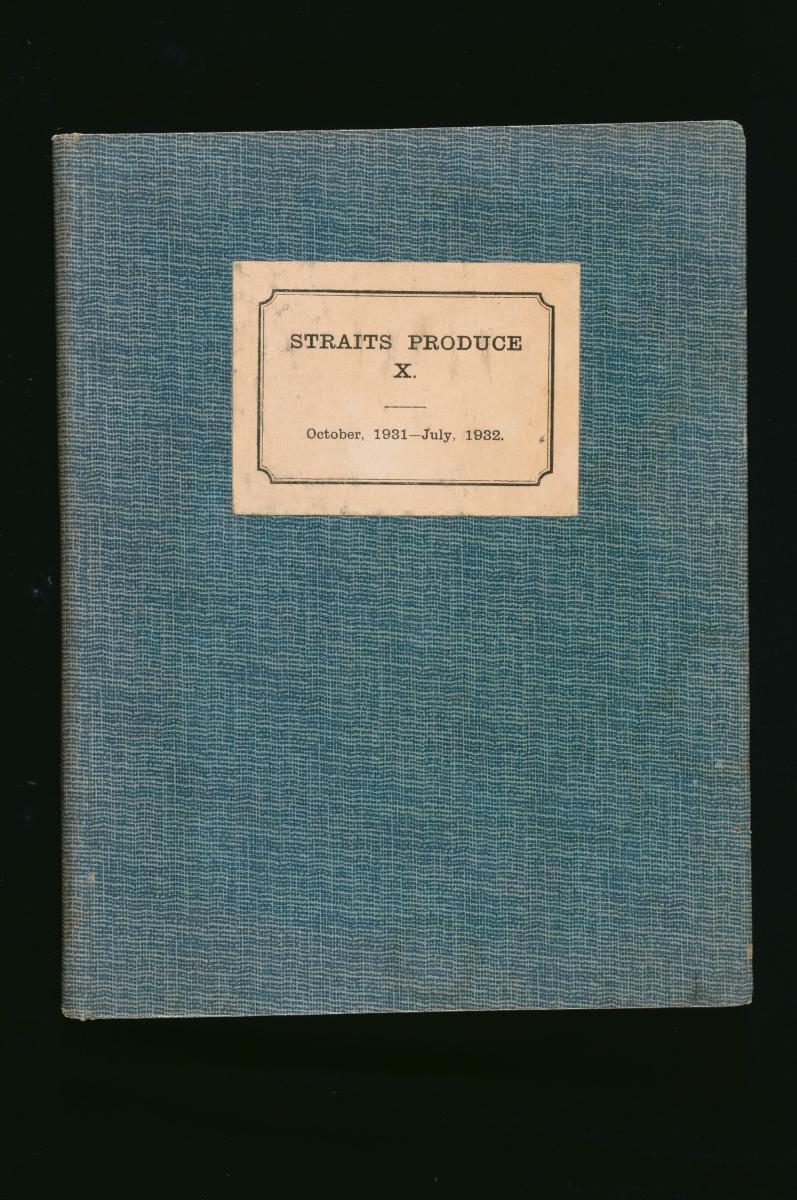 STRAITS PRODUCE
X.
October, 1931—July, 1932.